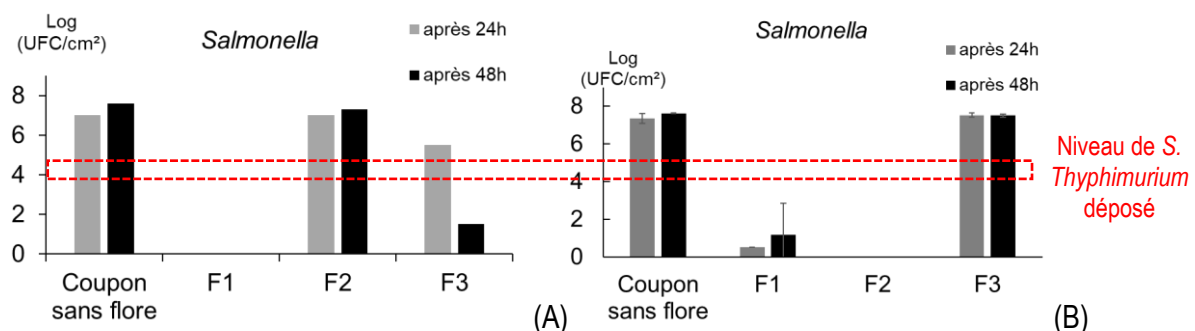 Log
(UFC/cm²)
Salmonella
après 24h
après 48h
8
6
4
2
0
Coupon
sans flore
F1
F2
F3
(A)
Log
(UFC/cm²)
Salmonella
après 24h
après 48h
8
6
4
2
0
Coupon
sans flore
F1
F2
F3
(B)
Niveau de S.
Thyphimurium
déposé